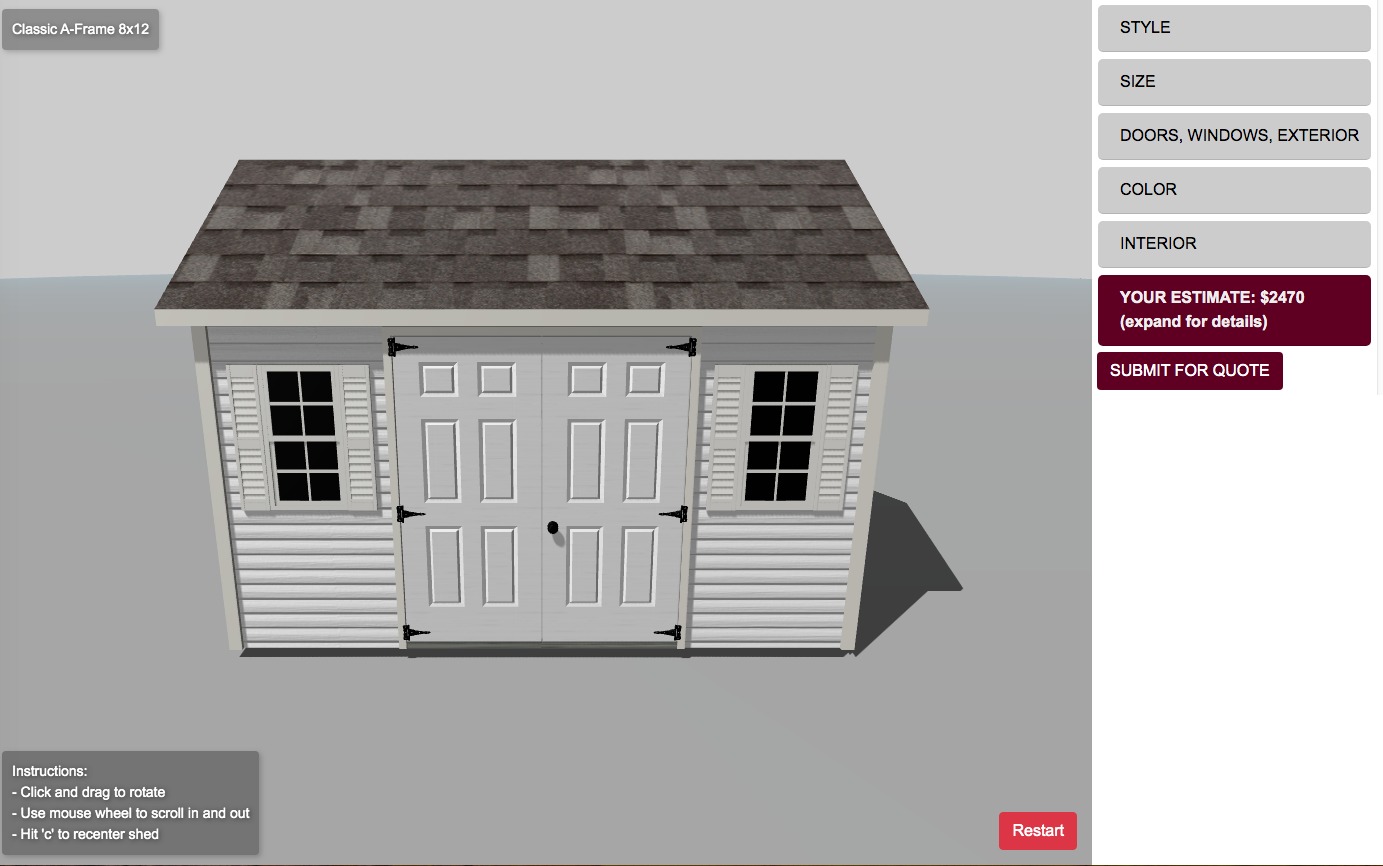 Classic A-Frame 8x12
STYLE
SIZE
DOORS, WINDOWS, EXTERIOR
COLOR
INTERIOR
YOUR ESTIMATE: $2470
(expand for details)
SUBMIT FOR QUOTE
Instructions:
- Click and drag to rotate
- Use mouse wheel to scroll in and out
- Hit 'c' to recenter shed
Restart